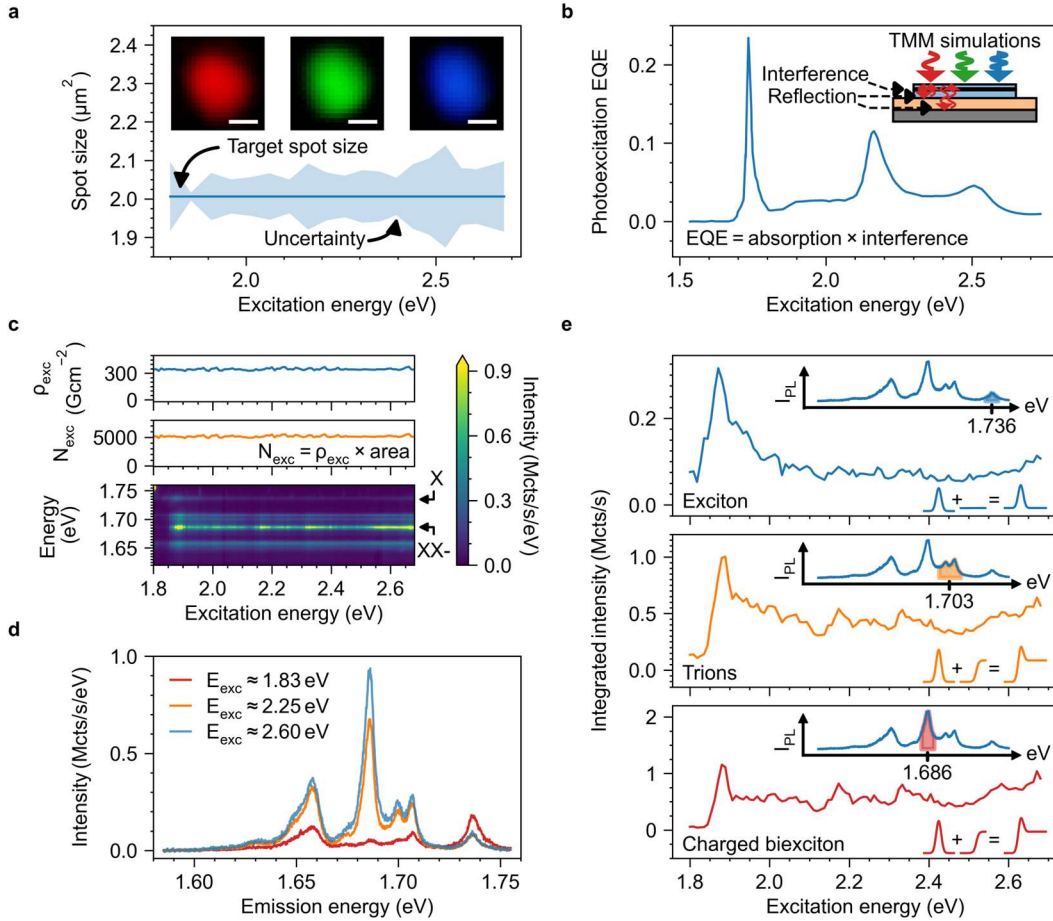 a
2.4
2.3
2.2
2.1
2.0
1.9
Spot size (µm²)
Target spot size
Uncertainty
2.0
2.2
2.4
Excitation energy (eV)
b
0.2
0.1
0.0
Photoexcitation EQE
TMM simulations
Interference
Reflection
EQE = absorption × interference
1.5
2.0
2.5
Excitation energy (eV)
c
ρexc
(Gcm⁻²)
300
0
Nexc
5000
0
Nexc = ρexc × area
Energy
(eV)
1.75
1.70
1.65
X
XX-
1.8
2.0
2.2
2.4
2.6
Excitation energy (eV)
0.9
0.6
0.3
0.0
Intensity (Mcts/s/eV)
d
1.0
0.5
0.0
Intensity (Mcts/s/eV)
Eexc ≈ 1.83 eV
Eexc ≈ 2.25 eV
Eexc ≈ 2.60 eV
1.60
1.65
1.70
1.75
Emission energy (eV)
e
Integrated intensity (Mcts/s)
0.2
0.0
IPL
eV
1.736
Exciton
+ =
1.0
0.5
0.0
IPL
eV
1.703
Trions
+ =
2
1
0
IPL
eV
1.686
Charged biexciton
+ =
1.8
2.0
2.2
2.4
2.6
Excitation energy (eV)